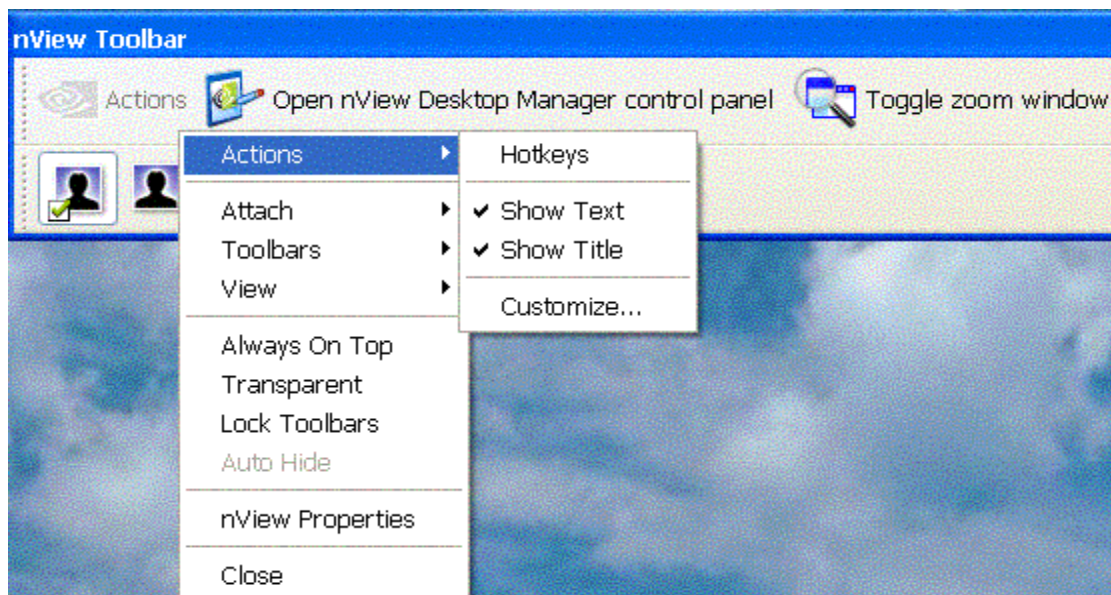 nView Toolbar
Actions Open nView Desktop Manager control panel Toggle zoom window
Actions
Hotkeys
Attach
Show Text
Toolbars
Show Title
View
Customize...
Always On Top
Transparent
Lock Toolbars
Auto Hide
nView Properties
Close